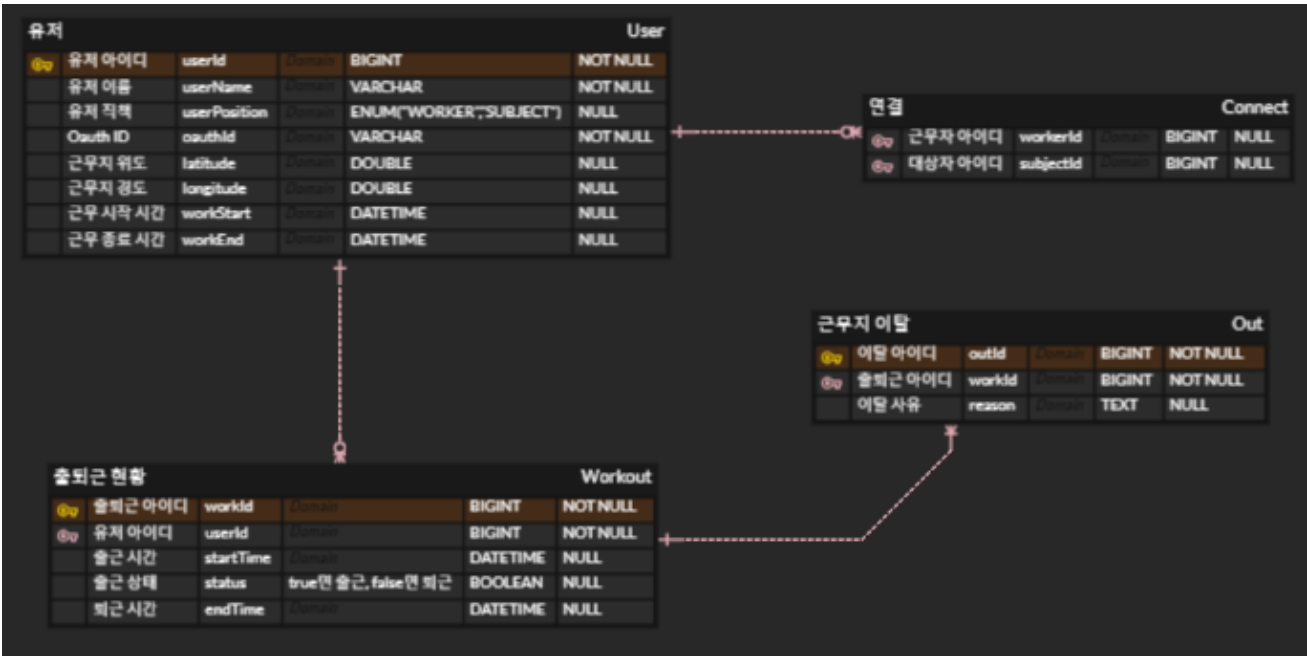 유저 User
유저 아이디 userId Domain BIGINT NOT NULL
유저 이름 userName Domain VARCHAR NOT NULL
유저 직책 userPosition Domain ENUM("WORKER","SUBJECT") NULL
Oauth ID oauthId Domain VARCHAR NOT NULL
근무지 위도 latitude Domain DOUBLE NULL
근무지 경도 longitude Domain DOUBLE NULL
근무 시작 시간 workStart Domain DATETIME NULL
근무 종료 시간 workEnd Domain DATETIME NULL
연결 Connect
근무자 아이디 workerId Domain BIGINT NULL
대상자 아이디 subjectId Domain BIGINT NULL
근무지 이탈 Out
이탈 아이디 outId Domain BIGINT NOT NULL
출퇴근 아이디 workId Domain BIGINT NOT NULL
이탈 사유 reason Domain TEXT NULL
출퇴근 현황 Workout
출퇴근 아이디 workId Domain BIGINT NOT NULL
유저 아이디 userId Domain BIGINT NOT NULL
출근 시간 startTime Domain DATETIME NULL
출근 상태 status true면 출근, false면 퇴근 BOOLEAN NULL
퇴근 시간 endTime Domain DATETIME NULL